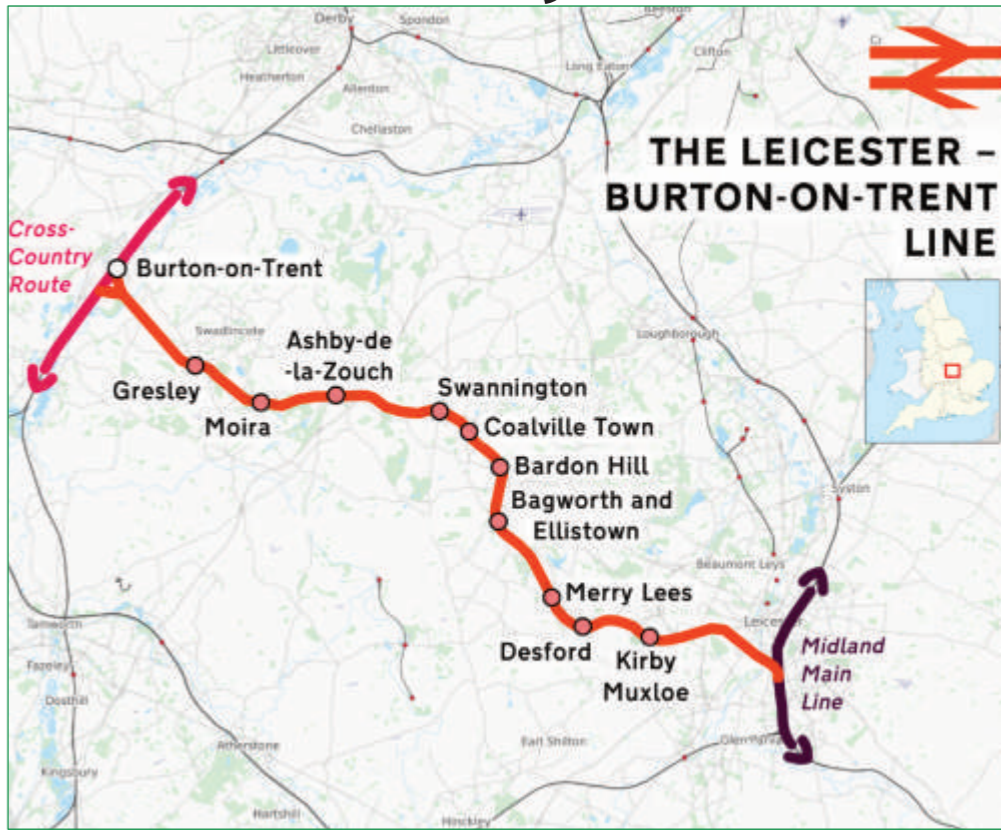 Derby
Spondon
Littleover
Heatherton
Allenton
Chellaston
Long Eaton
Clifton
THE LEICESTER –
BURTON-ON-TRENT
LINE
Cross-
Country
Route
Burton-on-Trent
Swadlincote
Ashby-de
-la-Zouch
Gresley
Moira
Swannington
Coalville Town
Bardon Hill
Bagworth and
Ellistown
Loughborough
Syston
Beaumont Leys
Merry Lees
Desford
Kirby
Muxloe
Midland
Main
Line
Tamworth
Fazeley
Dosthill
Kingsbury
Atherstone
Hartshill
Earl Shilton
Hinckley